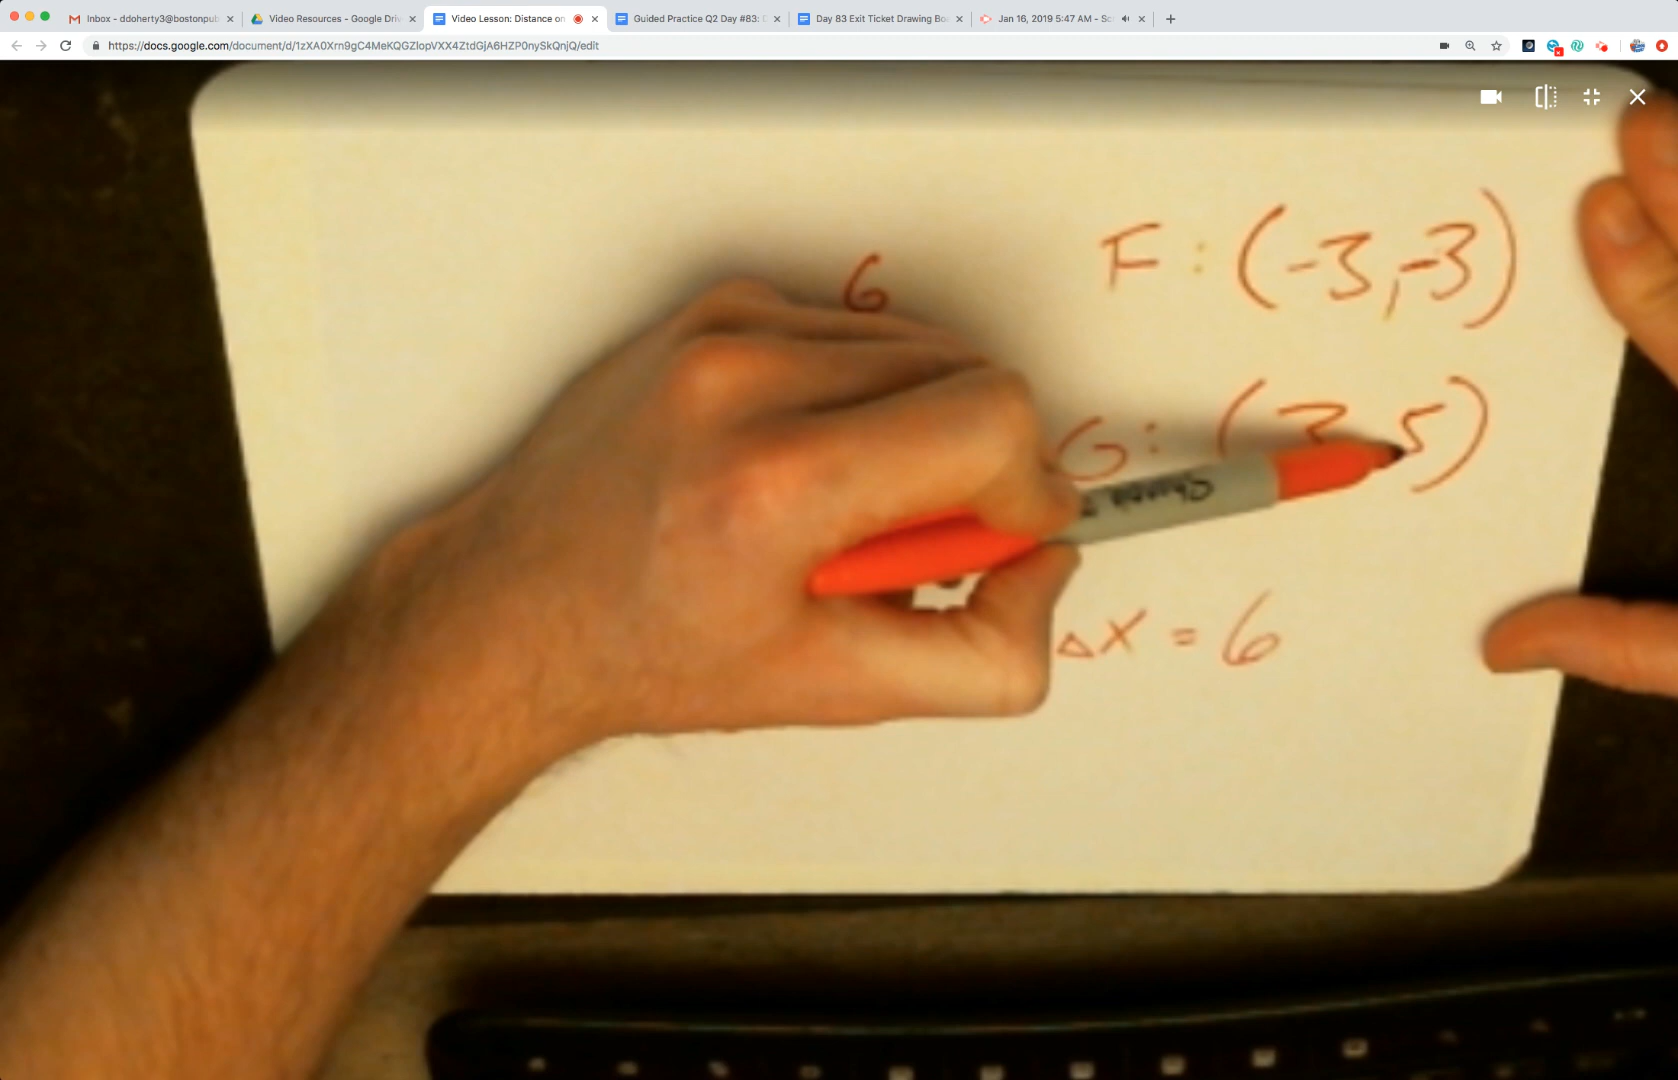 Inbox - ddoherty3@bostonpub
Video Resources - Google Driv
Video Lesson: Distance on
Guided Practice Q2 Day #83:
Day 83 Exit Ticket Drawing Bo
Jan 16, 2019 5:47 AM - Sc
https://docs.google.com/document/d/1zXA0Xrn9gC4MeKQGZlopVXX4ZtdGjA6HZP0nySkQnjQ/edit
F : (-3,-3)
6
G: (3 5)
ΔX = 6